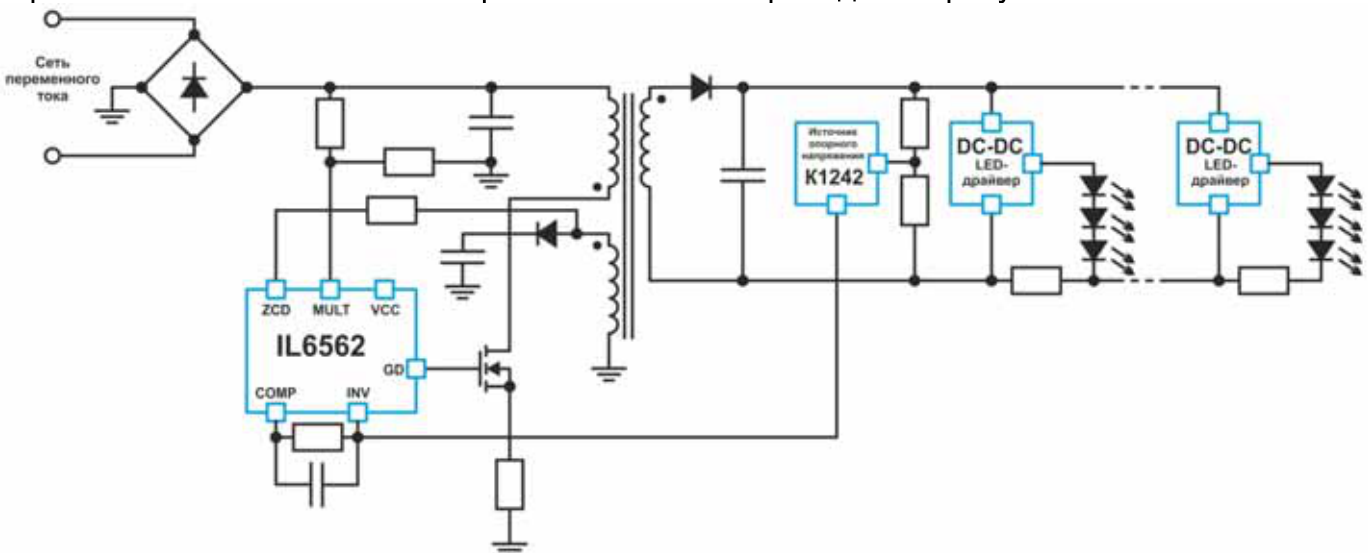 Сеть
переменного
тока
Источник
опорного
напряжения
К1242
DC-DC
LED-
драйвер
DC-DC
LED-
драйвер
ZCD
MULT
VCC
IL6562
GD
COMP
INV